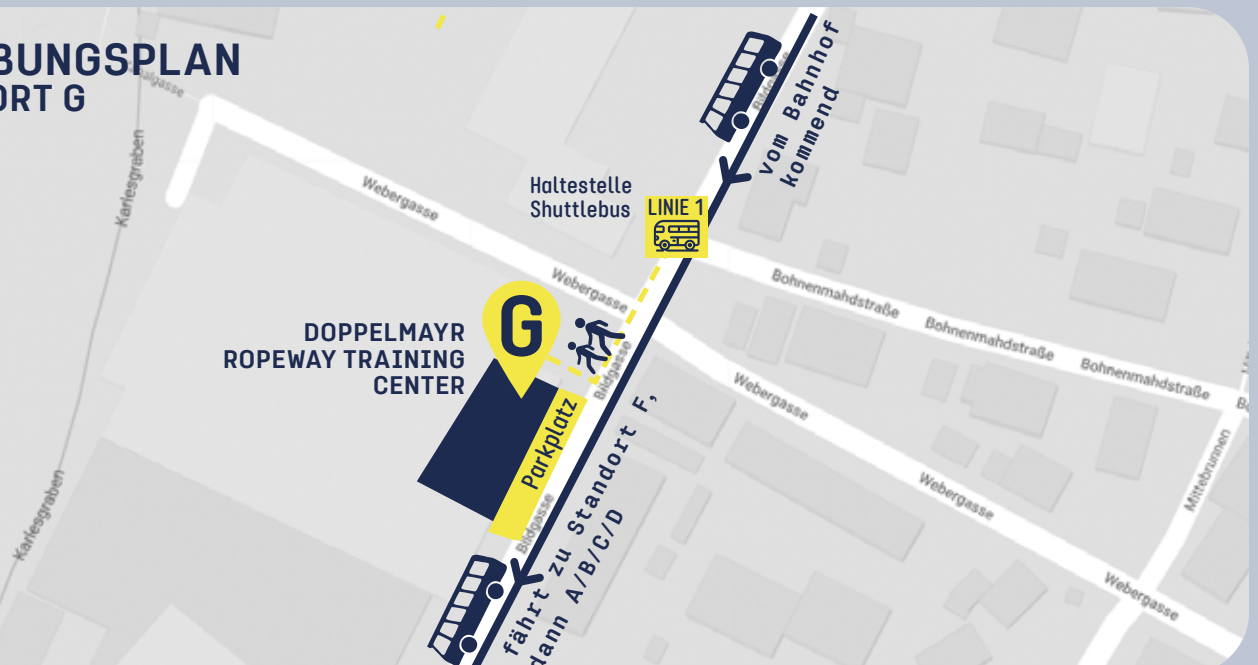 BUNGSPLAN
ORT G
Karlesgraben
Webergasse
Bildgasse
vom Bahnhof
kommend
Haltestelle
Shuttlebus
LINIE 1
Webergasse
Bohnenmahdstraße
Bohnenmahdstraße
Bohnenmahdstraße
G
DOPPELMAYR
ROPEWAY TRAINING
CENTER
Bildgasse
Parkplatz
Webergasse
Mittebrunnen
Webergasse
Karlesgraben
Bildgasse
fährt zu Standort F,
dann A/B/C/D
Webergasse